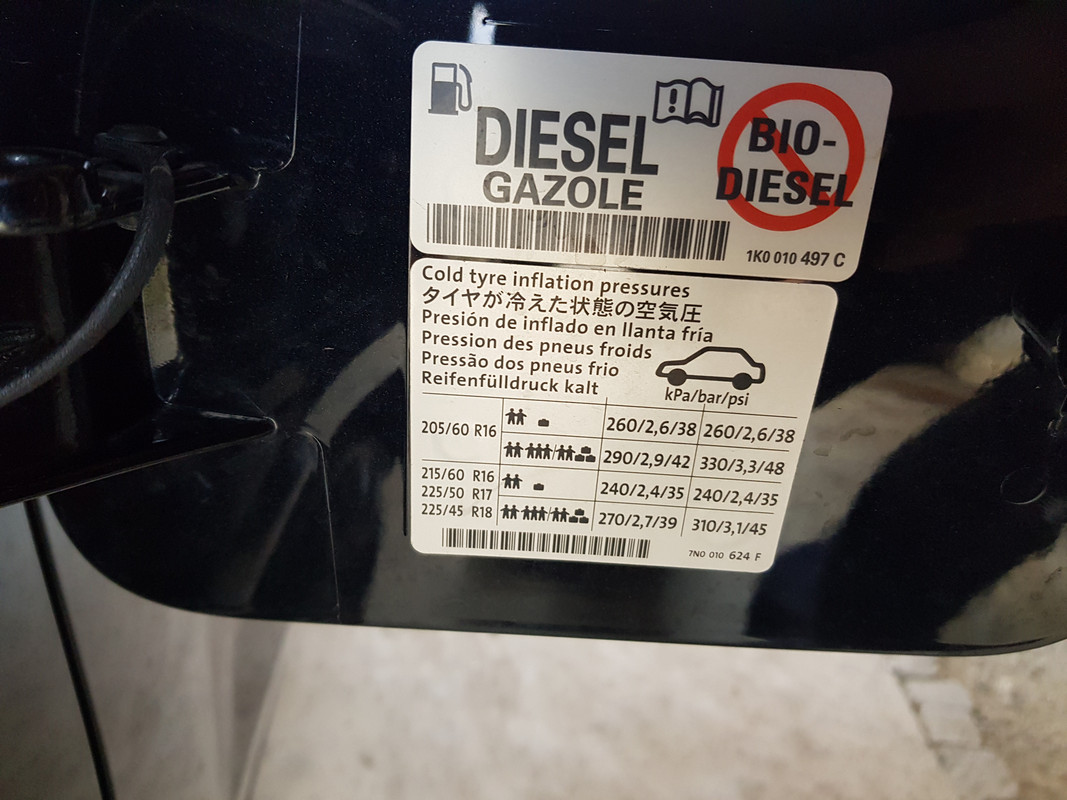 DIESEL
GAZOLE
BIO-
DIESEL
1K0 010 497 C
Cold tyre inflation pressures
タイヤが冷えた状態の空気圧
Presión de inflado en llanta fría
Pression des pneus froids
Pressão dos pneus frio
Reifenfülldruck kalt
kPa/bar/psi
205/60 R16
260/2,6/38 260/2,6/38
290/2,9/42 330/3,3/48
215/60 R16
225/50 R17
225/45 R18
240/2,4/35 240/2,4/35
270/2,7/39 310/3,1/45
7N0 010 624 F